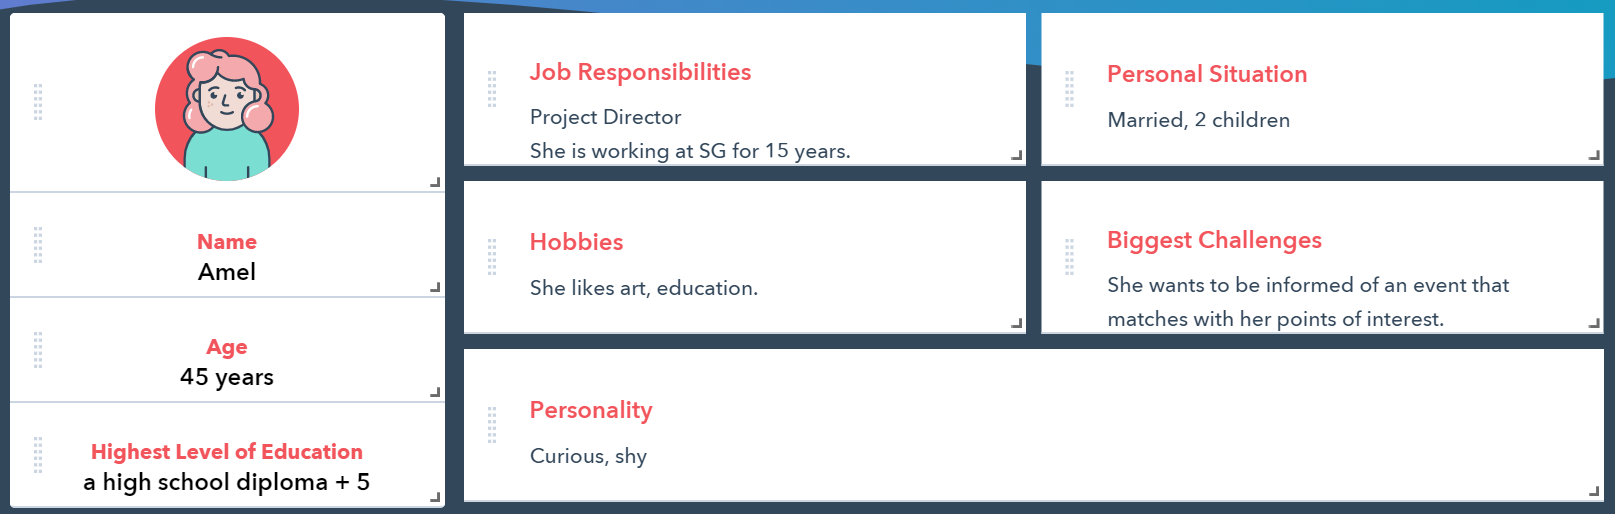 Name
Amel
Age
45 years
Highest Level of Education
a high school diploma + 5
Job Responsibilities
Project Director
She is working at SG for 15 years.
Personal Situation
Married, 2 children
Hobbies
She likes art, education.
Biggest Challenges
She wants to be informed of an event that
matches with her points of interest.
Personality
Curious, shy